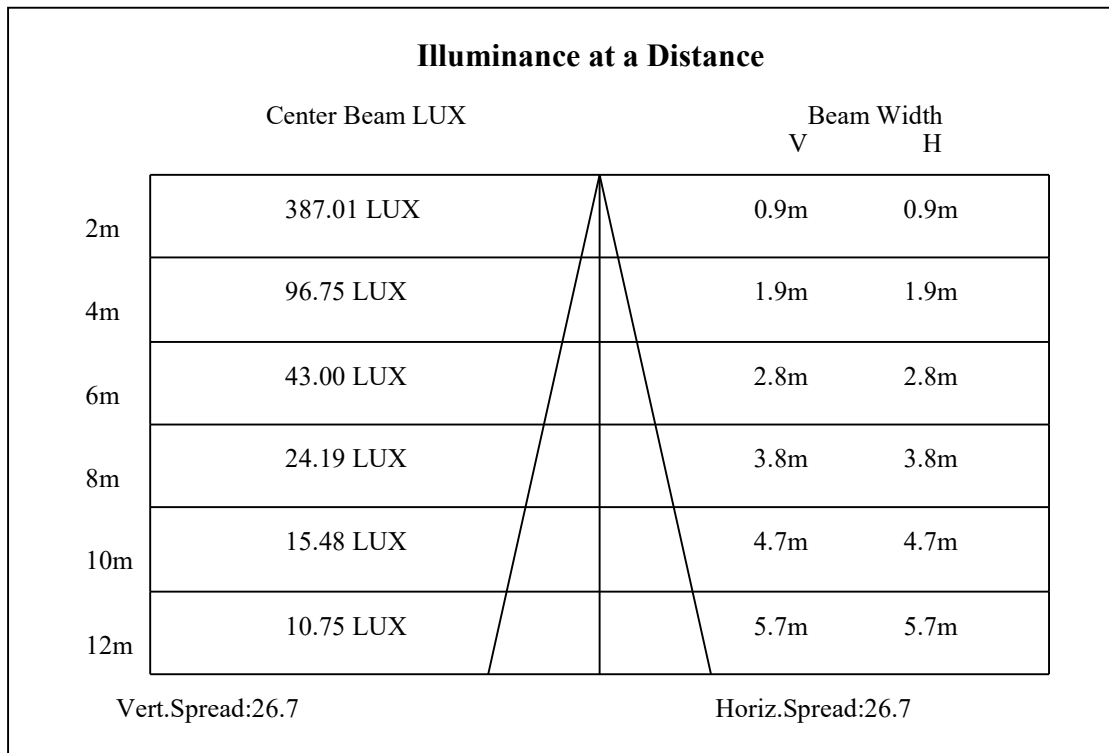 Illuminance at a Distance
Center Beam LUX Beam Width
V H
2m 387.01 LUX 0.9m 0.9m
4m 96.75 LUX 1.9m 1.9m
6m 43.00 LUX 2.8m 2.8m
8m 24.19 LUX 3.8m 3.8m
10m 15.48 LUX 4.7m 4.7m
12m 10.75 LUX 5.7m 5.7m
Vert.Spread:26.7 Horiz.Spread:26.7